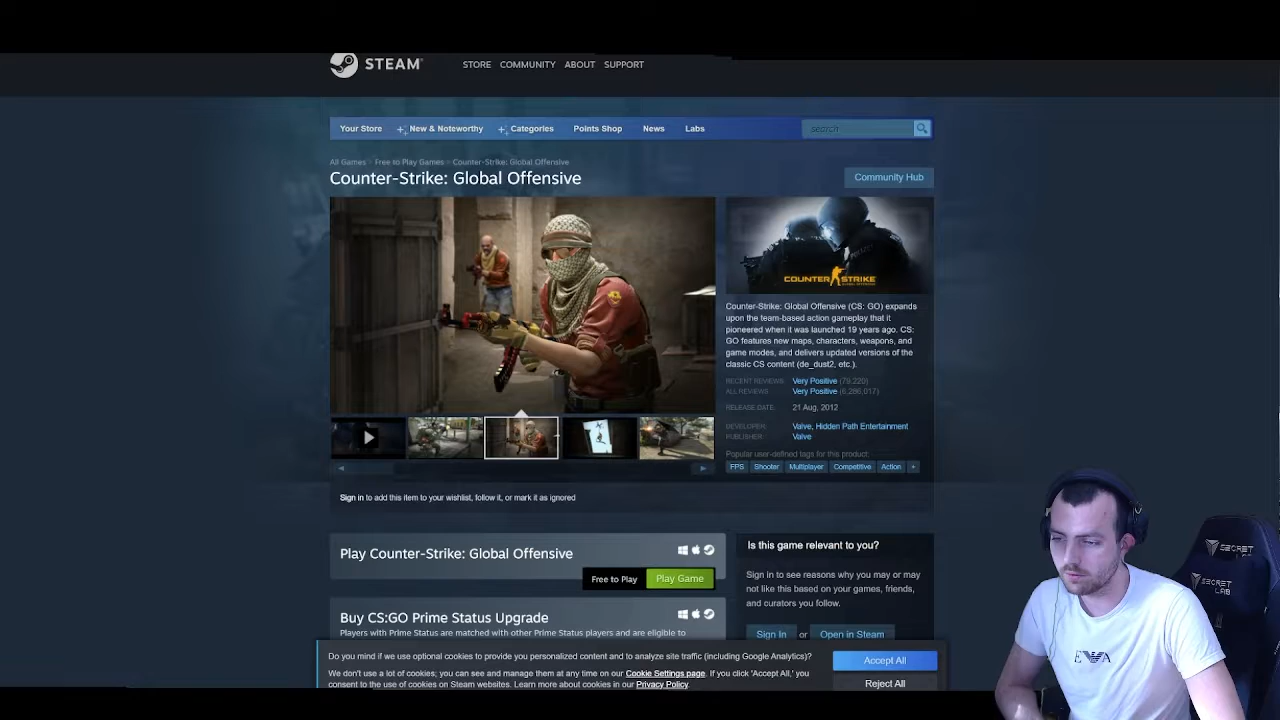 STEAM
STORE COMMUNITY ABOUT SUPPORT
Your Store New & Noteworthy Categories Points Shop News Labs search
All Games > Free to Play Games > Counter-Strike: Global Offensive
Counter-Strike: Global Offensive
Community Hub
COUNTER STRIKE
Counter-Strike: Global Offensive (CS: GO) expands
upon the team-based action gameplay that it
pioneered when it was launched 19 years ago. CS:
GO features new maps, characters, weapons, and
game modes, and delivers updated versions of the
classic CS content (de_dust2, etc.).
RECENT REVIEWS: Very Positive (79,220)
ALL REVIEWS: Very Positive (6,286,017)
RELEASE DATE: 21 Aug, 2012
DEVELOPER: Valve, Hidden Path Entertainment
PUBLISHER: Valve
Popular user-defined tags for this product:
FPS Shooter Multiplayer Competitive Action +
Sign in to add this item to your wishlist, follow it, or mark it as ignored
Play Counter-Strike: Global Offensive
Free to Play Play Game
Is this game relevant to you?
Sign in to see reasons why you may or may
not like this based on your games, friends,
and curators you follow.
Sign In or Open in Steam
Buy CS:GO Prime Status Upgrade
Players with Prime Status are matched with other Prime Status players and are eligible to
Do you mind if we use optional cookies to provide you personalized content and to analyze site traffic (including Google Analytics)?
We don't use a lot of cookies; you can see and manage them at any time on our Cookie Settings page. If you click 'Accept All,' you
consent to the use of cookies on Steam websites. Learn more about cookies in our Privacy Policy.
Accept All
Reject All
SECRET
SECRET
LAB